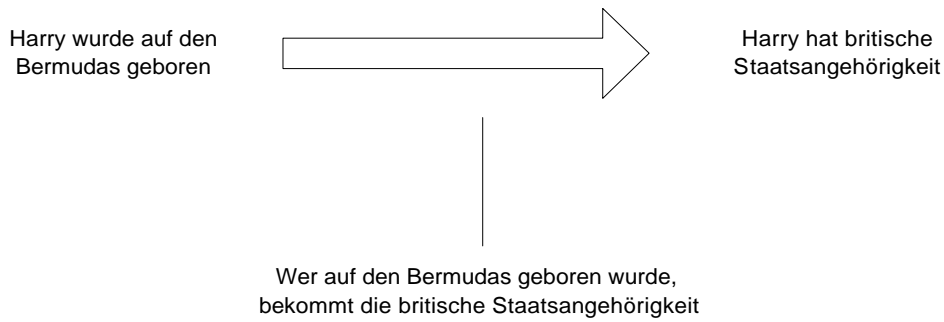 Harry wurde auf den
Bermudas geboren
Harry hat britische
Staatsangehörigkeit
Wer auf den Bermudas geboren wurde,
bekommt die britische Staatsangehörigkeit